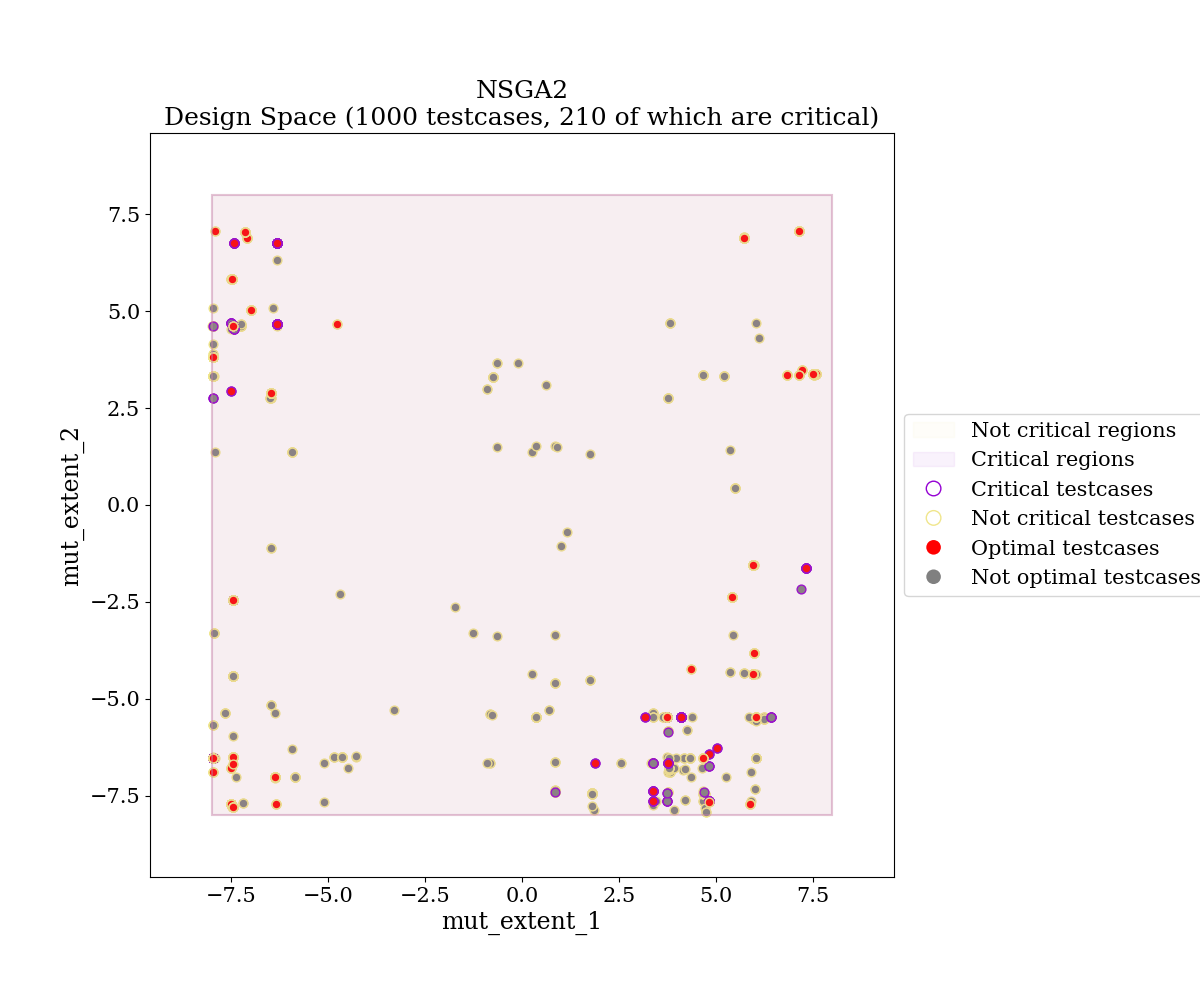 NSGA2
Design Space (1000 testcases, 210 of which are critical)
7.5
5.0
2.5
0.0
−2.5
−5.0
−7.5
mut_extent_2
−7.5
−5.0
−2.5
0.0
2.5
5.0
7.5
mut_extent_1
Not critical regions
Critical regions
Critical testcases
Not critical testcases
Optimal testcases
Not optimal testcases